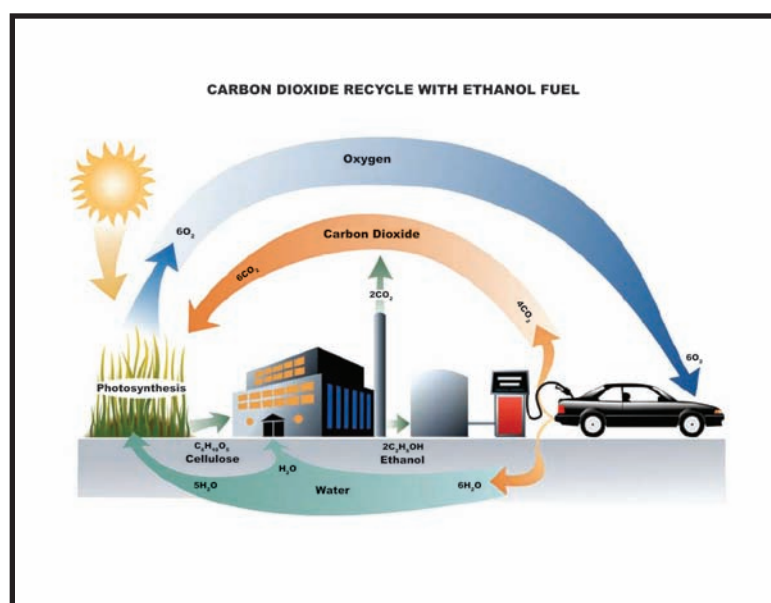 CARBON DIOXIDE RECYCLE WITH ETHANOL FUEL
Oxygen
6O₂
Carbon Dioxide
6CO₂
2CO₂
4CO₂
6O₂
Photosynthesis
C₆H₁₀O₅
Cellulose
2C₂H₅OH
Ethanol
H₂O
5H₂O
Water
6H₂O